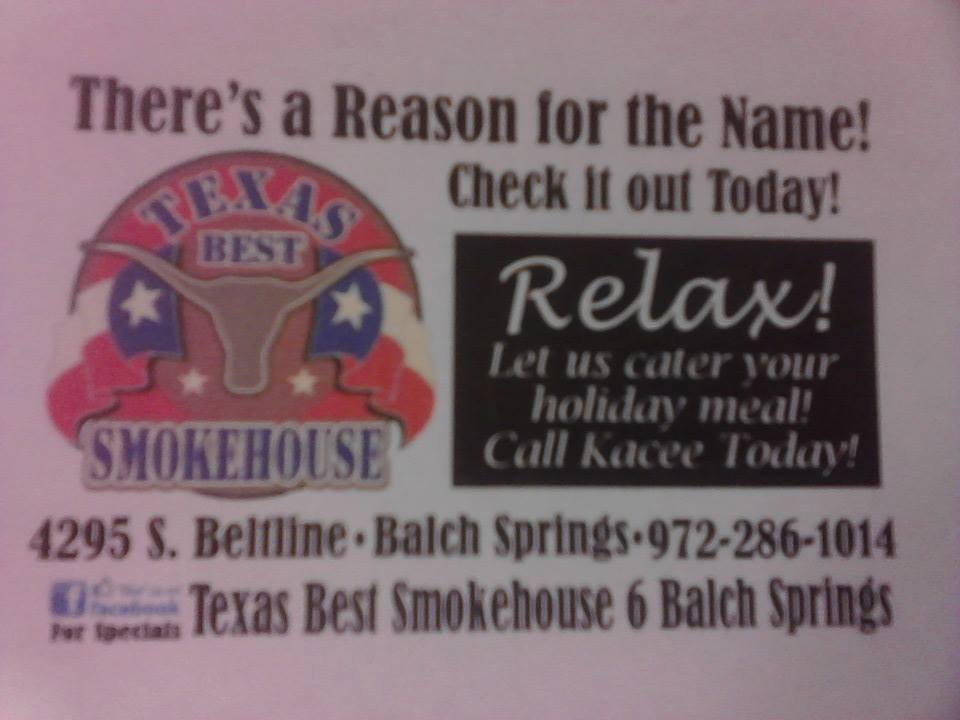 There's a Reason for the Name!
Check it out Today!
TEXAS
BEST
SMOKEHOUSE
Relax!
Let us cater your
holiday meal!
Call Kacee Today!
4295 S. Beltline • Balch Springs • 972-286-1014
facebook
For Specials
Texas Best Smokehouse 6 Balch Springs